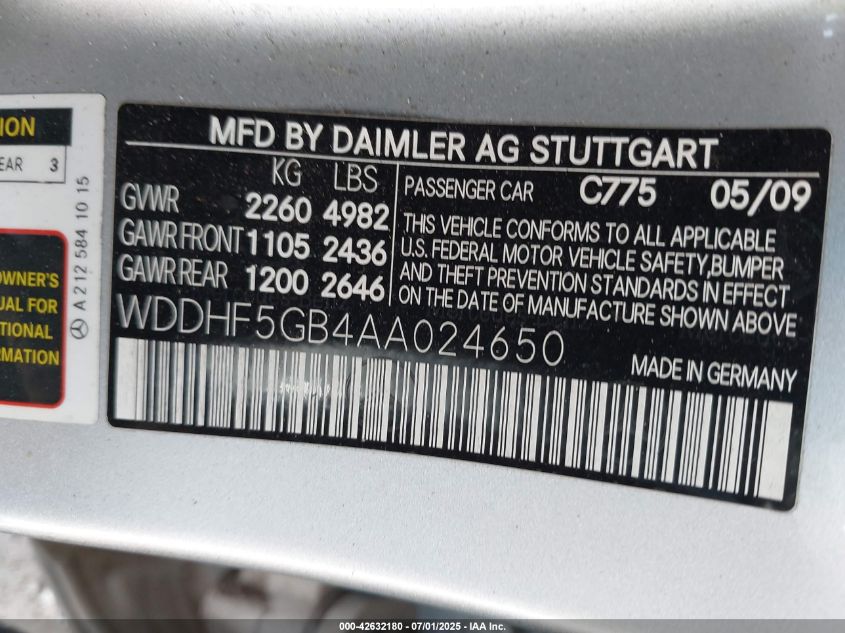 ION
EAR 3
A 212 584 10 15
OWNER'S
UAL FOR
TIONAL
RMATION
MFD BY DAIMLER AG STUTTGART
KG LBS
GVWR 2260 4982
GAWR FRONT 1105 2436
GAWR REAR 1200 2646
PASSENGER CAR C775 05/09
THIS VEHICLE CONFORMS TO ALL APPLICABLE
U.S. FEDERAL MOTOR VEHICLE SAFETY,BUMPER
AND THEFT PREVENTION STANDARDS IN EFFECT
ON THE DATE OF MANUFACTURE SHOWN ABOVE
WDDHF5GB4AA024650
MADE IN GERMANY
000-42632180 - 07/01/2025 - IAA Inc.